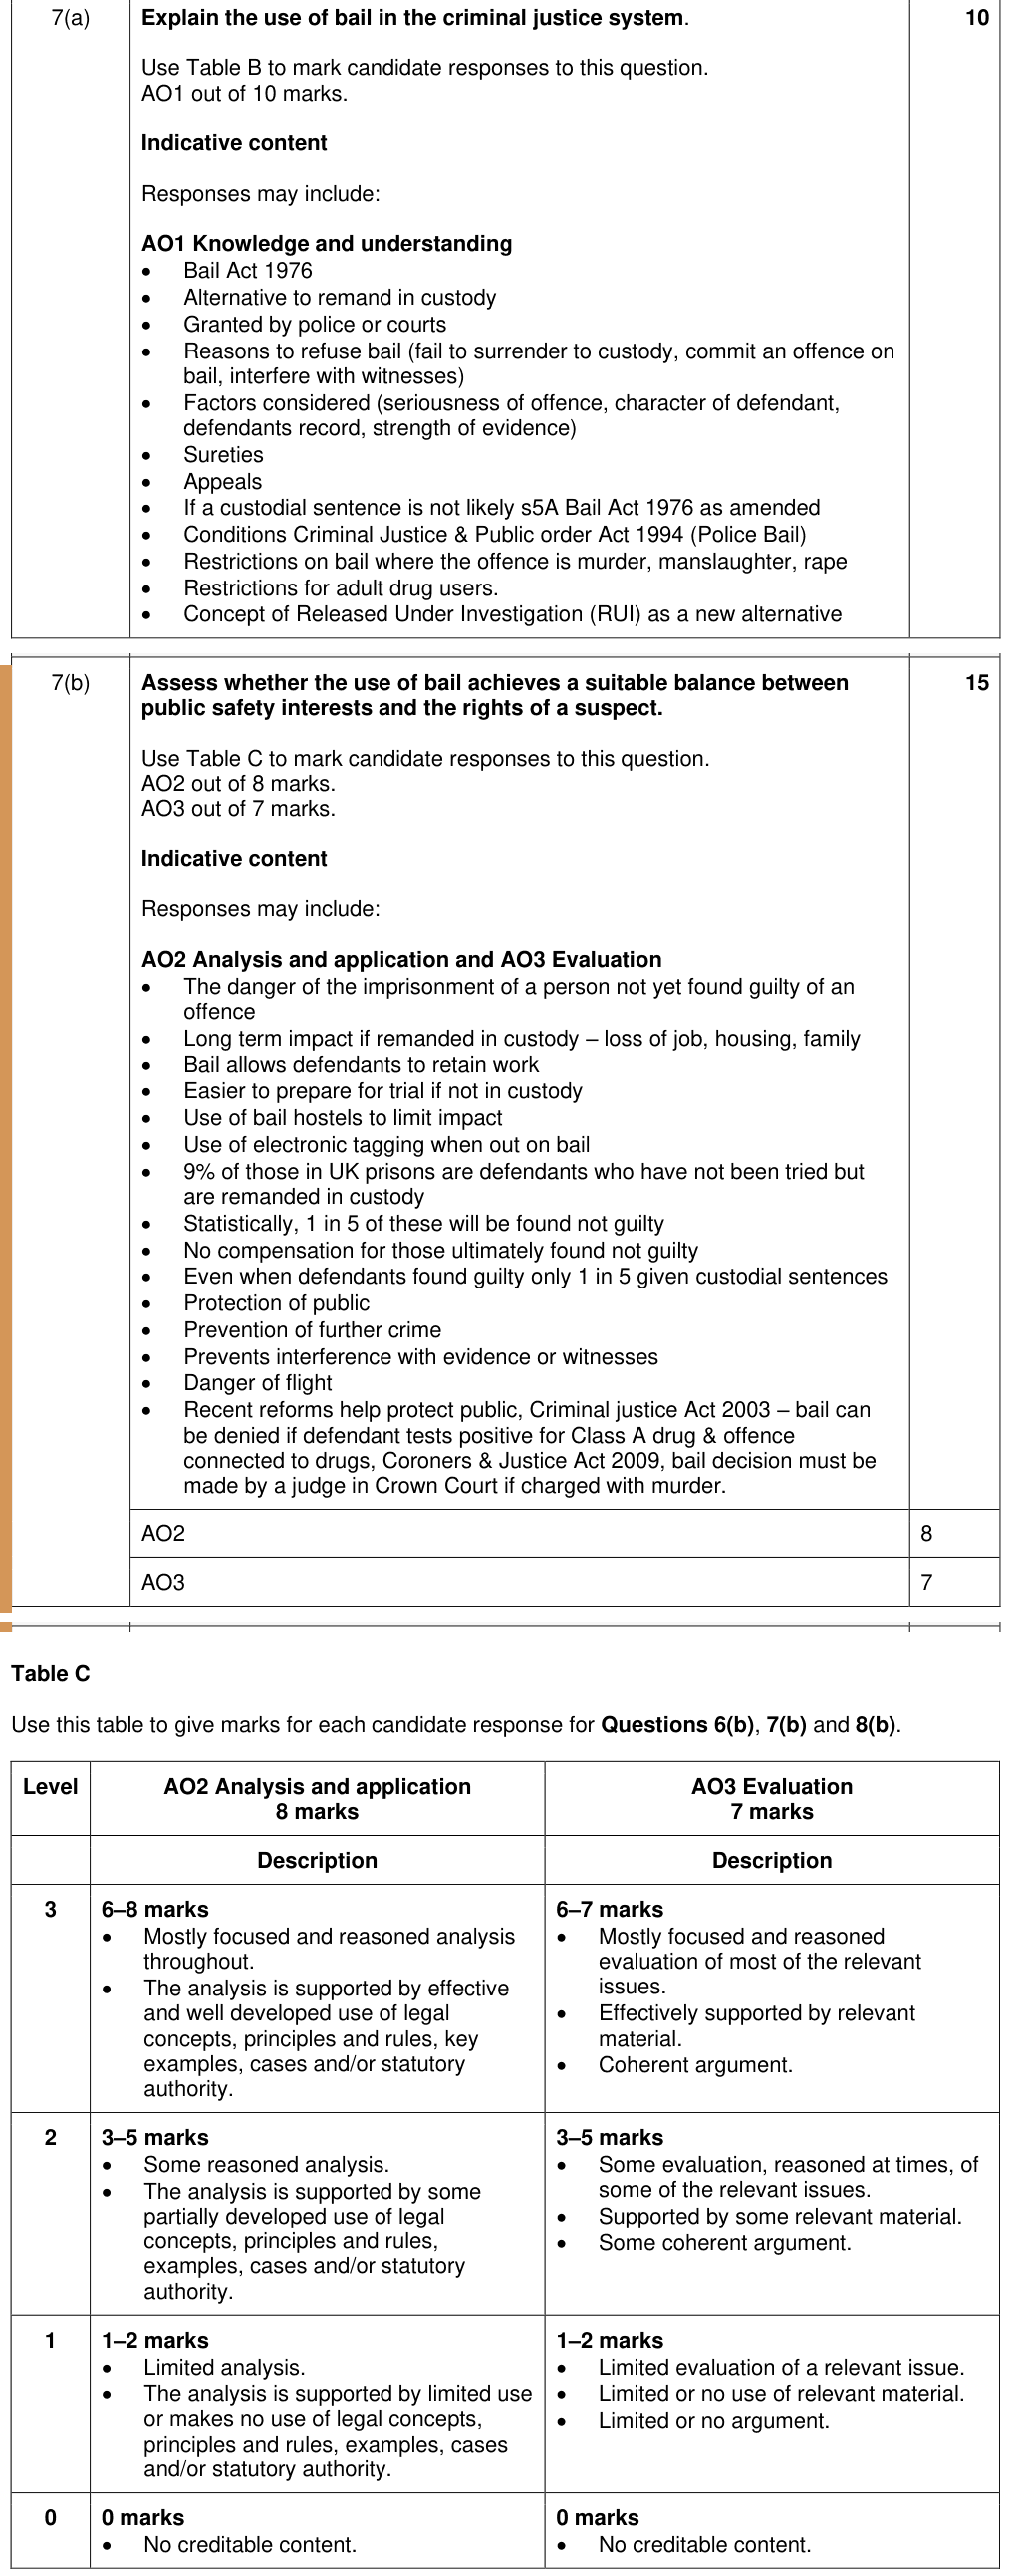 7(a)
Explain the use of bail in the criminal justice system.
10
Use Table B to mark candidate responses to this question.
AO1 out of 10 marks.
Indicative content
Responses may include:
AO1 Knowledge and understanding
• Bail Act 1976
• Alternative to remand in custody
• Granted by police or courts
• Reasons to refuse bail (fail to surrender to custody, commit an offence on
bail, interfere with witnesses)
• Factors considered (seriousness of offence, character of defendant,
defendants record, strength of evidence)
• Sureties
• Appeals
• If a custodial sentence is not likely s5A Bail Act 1976 as amended
• Conditions Criminal Justice & Public order Act 1994 (Police Bail)
• Restrictions on bail where the offence is murder, manslaughter, rape
• Restrictions for adult drug users.
• Concept of Released Under Investigation (RUI) as a new alternative
7(b)
Assess whether the use of bail achieves a suitable balance between
public safety interests and the rights of a suspect.
15
Use Table C to mark candidate responses to this question.
AO2 out of 8 marks.
AO3 out of 7 marks.
Indicative content
Responses may include:
AO2 Analysis and application and AO3 Evaluation
• The danger of the imprisonment of a person not yet found guilty of an
offence
• Long term impact if remanded in custody – loss of job, housing, family
• Bail allows defendants to retain work
• Easier to prepare for trial if not in custody
• Use of bail hostels to limit impact
• Use of electronic tagging when out on bail
• 9% of those in UK prisons are defendants who have not been tried but
are remanded in custody
• Statistically, 1 in 5 of these will be found not guilty
• No compensation for those ultimately found not guilty
• Even when defendants found guilty only 1 in 5 given custodial sentences
• Protection of public
• Prevention of further crime
• Prevents interference with evidence or witnesses
• Danger of flight
• Recent reforms help protect public, Criminal justice Act 2003 – bail can
be denied if defendant tests positive for Class A drug & offence
connected to drugs, Coroners & Justice Act 2009, bail decision must be
made by a judge in Crown Court if charged with murder.
AO2 8
AO3 7
Table C
Use this table to give marks for each candidate response for Questions 6(b), 7(b) and 8(b).
Level
AO2 Analysis and application
8 marks
AO3 Evaluation
7 marks
Description
Description
3
6–8 marks
• Mostly focused and reasoned analysis
throughout.
• The analysis is supported by effective
and well developed use of legal
concepts, principles and rules, key
examples, cases and/or statutory
authority.
6–7 marks
• Mostly focused and reasoned
evaluation of most of the relevant
issues.
• Effectively supported by relevant
material.
• Coherent argument.
2
3–5 marks
• Some reasoned analysis.
• The analysis is supported by some
partially developed use of legal
concepts, principles and rules,
examples, cases and/or statutory
authority.
3–5 marks
• Some evaluation, reasoned at times, of
some of the relevant issues.
• Supported by some relevant material.
• Some coherent argument.
1
1–2 marks
• Limited analysis.
• The analysis is supported by limited use
or makes no use of legal concepts,
principles and rules, examples, cases
and/or statutory authority.
1–2 marks
• Limited evaluation of a relevant issue.
• Limited or no use of relevant material.
• Limited or no argument.
0
0 marks
• No creditable content.
0 marks
• No creditable content.